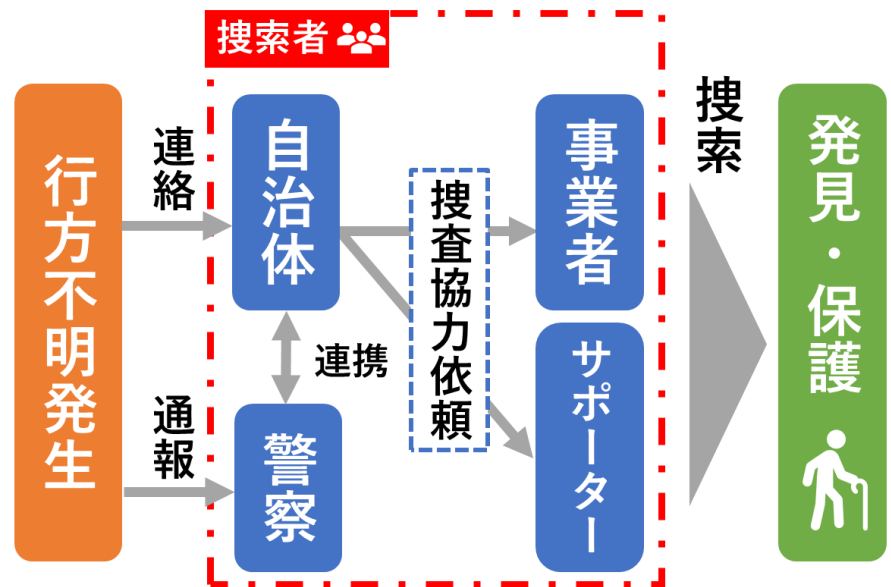 捜索者
行方不明発生
連絡
通報
自治体
連携
警察
捜査協力依頼
事業者
サポーター
捜索
発見・保護